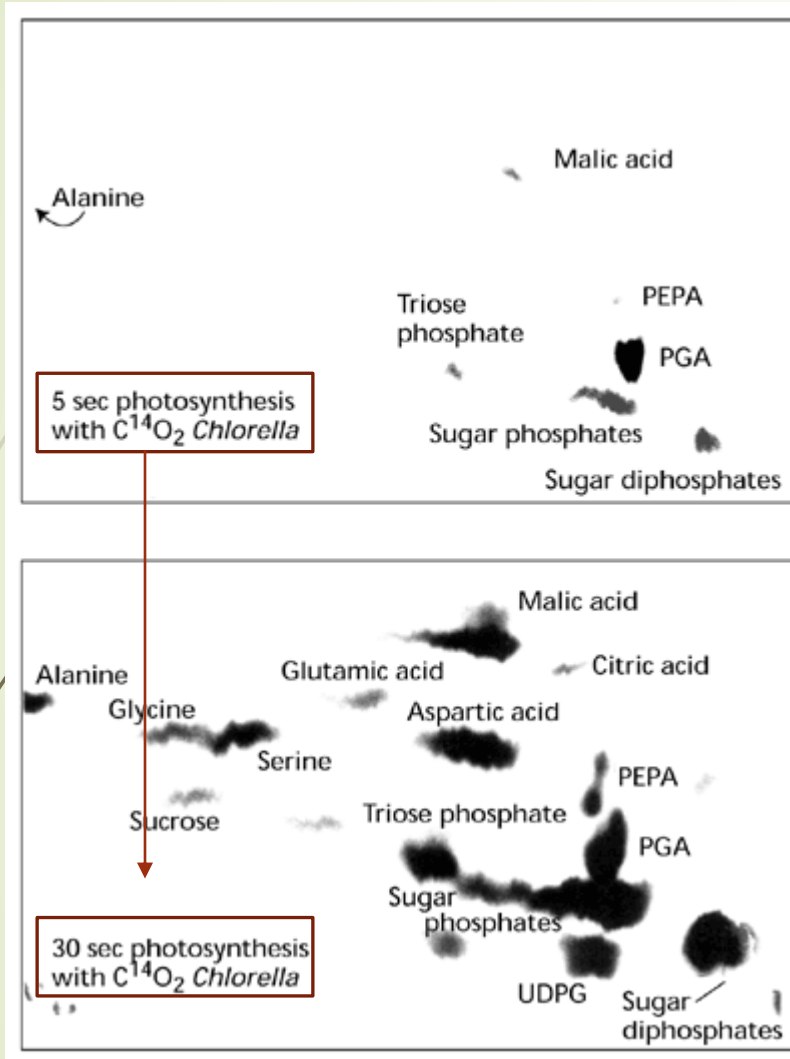 Malic acid
Alanine
Triose
phosphate
PEPA
PGA
5 sec photosynthesis
with C¹⁴O₂ Chlorella
Sugar phosphates
Sugar diphosphates
Malic acid
Alanine
Glutamic acid
Citric acid
Glycine
Aspartic acid
Serine
PEPA
Sucrose
Triose phosphate
PGA
Sugar
phosphates
30 sec photosynthesis
with C¹⁴O₂ Chlorella
UDPG
Sugar
diphosphates